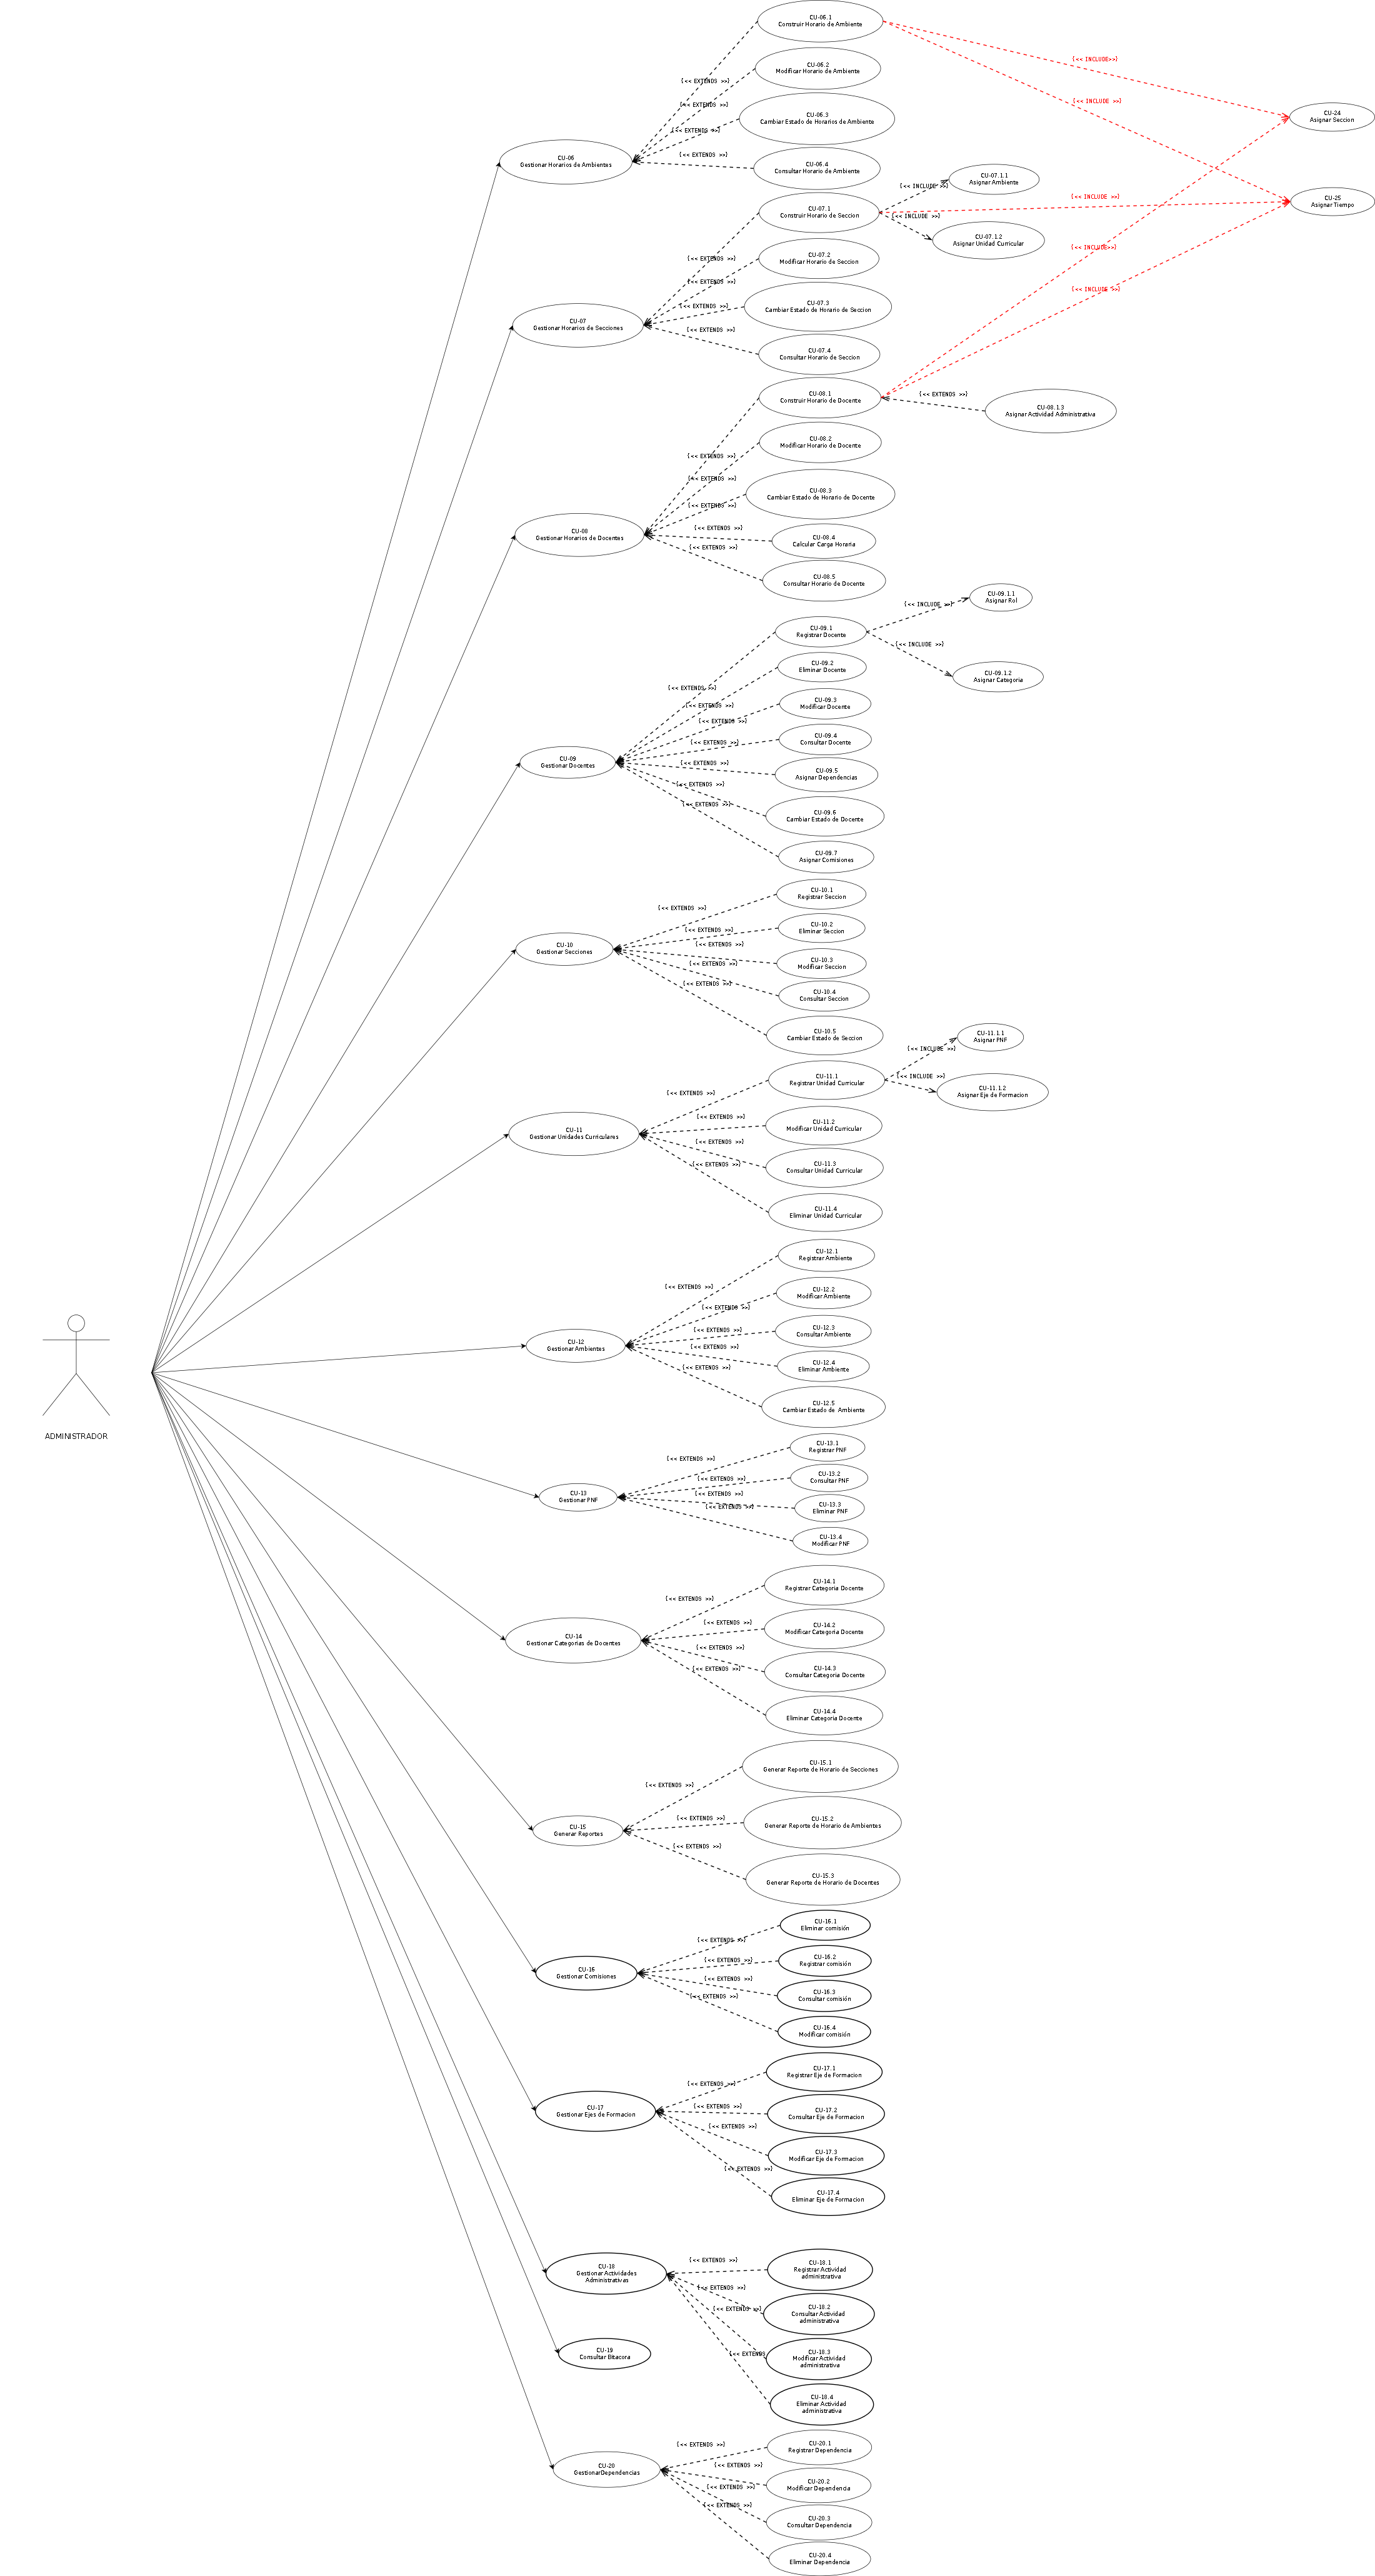 CU-06.1
Construir Horario de Ambiente
{<< INCLUDE>>}
CU-06.2
Modificar Horario de Ambiente
{<< EXTENDS >>}
{<< EXTENDS >>}
{<< INCLUDE >>}
CU-06.3
Cambiar Estado de Horarios de Ambiente
CU-24
Asignar Seccion
{<< EXTENDS >>}
CU-06
Gestionar Horarios de Ambientes
{<< EXTENDS >>}
CU-06.4
Consultar Horario de Ambiente
CU-07.1.1
Asignar Ambiente
{<< INCLUDE >>}
{<< INCLUDE >>}
CU-25
Asignar Tiempo
CU-07.1
Construir Horario de Seccion
{<< INCLUDE >>}
CU-07.1.2
Asignar Unidad Curricular
{<< INCLUDE>>}
{<< EXTENDS >>}
CU-07.2
Modificar Horario de Seccion
{<< EXTENDS >>}
{<< INCLUDE >>}
CU-07.3
Cambiar Estado de Horario de Seccion
{<< EXTENDS >>}
CU-07
Gestionar Horarios de Secciones
{<< EXTENDS >>}
CU-07.4
Consultar Horario de Seccion
CU-08.1
Construir Horario de Docente
{<< EXTENDS >>}
CU-08.1.3
Asignar Actividad Administrativa
CU-08.2
Modificar Horario de Docente
{<< EXTENDS >>}
{<< EXTENDS >>}
CU-08.3
Cambiar Estado de Horario de Docente
{<< EXTENDS >>}
CU-08
Gestionar Horarios de Docentes
{<< EXTENDS >>}
CU-08.4
Calcular Carga Horaria
{<< EXTENDS >>}
CU-08.5
Consultar Horario de Docente
CU-09.1.1
Asignar Rol
{<< INCLUDE >>}
CU-09.1
Registrar Docente
{<< INCLUDE >>}
CU-09.2
Eliminar Docente
CU-09.1.2
Asignar Categoria
{<< EXTENDS >>}
{<< EXTENDS >>}
CU-09.3
Modificar Docente
{<< EXTENDS >>}
CU-09.4
Consultar Docente
{<< EXTENDS >>}
CU-09
Gestionar Docentes
{<< EXTENDS >>}
CU-09.5
Asignar Dependencias
{<< EXTENDS >>}
{<< EXTENDS >>}
CU-09.6
Cambiar Estado de Docente
CU-09.7
Asignar Comisiones
CU-10.1
Registrar Seccion
{<< EXTENDS >>}
CU-10.2
Eliminar Seccion
{<< EXTENDS >>}
CU-10
Gestionar Secciones
{<< EXTENDS >>}
{<< EXTENDS >>}
CU-10.3
Modificar Seccion
{<< EXTENDS >>}
CU-10.4
Consultar Seccion
CU-10.5
Cambiar Estado de Seccion
CU-11.1.1
Asignar PNF
{<< INCLUDE >>}
CU-11.1
Registrar Unidad Curricular
{<< INCLUDE >>}
CU-11.1.2
Asignar Eje de Formacion
{<< EXTENDS >>}
{<< EXTENDS >>}
CU-11.2
Modificar Unidad Curricular
CU-11
Gestionar Unidades Curriculares
{<< EXTENDS >>}
{<< EXTENDS >>}
CU-11.3
Consultar Unidad Curricular
CU-11.4
Eliminar Unidad Curricular
CU-12.1
Registrar Ambiente
{<< EXTENDS >>}
CU-12.2
Modificar Ambiente
{<< EXTENDS >>}
{<< EXTENDS >>}
CU-12.3
Consultar Ambiente
CU-12
Gestionar Ambientes
{<< EXTENDS >>}
{<< EXTENDS >>}
CU-12.4
Eliminar Ambiente
CU-12.5
Cambiar Estado de Ambiente
ADMINISTRADOR
CU-13.1
Registrar PNF
{<< EXTENDS >>}
CU-13.2
Consultar PNF
{<< EXTENDS >>}
CU-13
Gestionar PNF
{<< EXTENDS >>}
{<< EXTENDS >>}
CU-13.3
Eliminar PNF
CU-13.4
Modificar PNF
CU-14.1
Registrar Categoria Docente
{<< EXTENDS >>}
{<< EXTENDS >>}
CU-14.2
Modificar Categoria Docente
CU-14
Gestionar Categorias de Docentes
{<< EXTENDS >>}
{<< EXTENDS >>}
CU-14.3
Consultar Categoria Docente
CU-14.4
Eliminar Categoria Docente
CU-15.1
Generar Reporte de Horario de Secciones
{<< EXTENDS >>}
{<< EXTENDS >>}
CU-15.2
Generar Reporte de Horario de Ambientes
CU-15
Generar Reportes
{<< EXTENDS >>}
CU-15.3
Generar Reporte de Horario de Docentes
CU-16.1
Eliminar comisión
{<< EXTENDS >>}
{<< EXTENDS >>}
CU-16.2
Registrar comisión
CU-16
Gestionar Comisiones
{<< EXTENDS >>}
{<< EXTENDS >>}
CU-16.3
Consultar comisión
CU-16.4
Modificar comisión
CU-17.1
Registrar Eje de Formacion
{<< EXTENDS >>}
{<< EXTENDS >>}
CU-17.2
Consultar Eje de Formacion
CU-17
Gestionar Ejes de Formacion
{<< EXTENDS >>}
CU-17.3
Modificar Eje de Formacion
{<< EXTENDS >>}
CU-17.4
Eliminar Eje de Formacion
{<< EXTENDS >>}
CU-18.1
Registrar Actividad
administrativa
CU-18
Gestionar Actividades
Administrativas
{<< EXTENDS >>}
{<< EXTENDS >>}
CU-18.2
Consultar Actividad
administrativa
CU-19
Consultar Bitacora
{<< EXTENDS
CU-18.3
Modificar Actividad
administrativa
CU-18.4
Eliminar Actividad
administrativa
{<< EXTENDS >>}
CU-20.1
Registrar Dependencia
CU-20
GestionarDependencias
{<< EXTENDS >>}
{<< EXTENDS >>}
CU-20.2
Modificar Dependencia
{<< EXTENDS >>}
CU-20.3
Consultar Dependencia
CU-20.4
Eliminar Dependencia